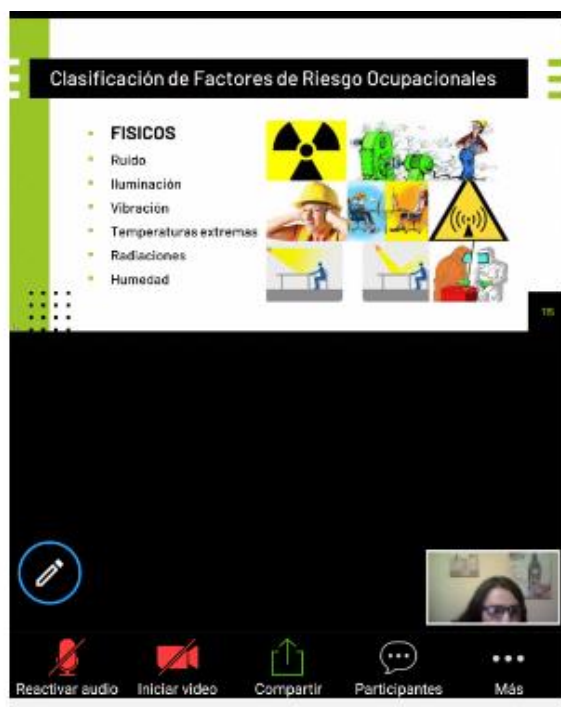 Clasificación de Factores de Riesgo Ocupacionales
FISICOS
Ruido
Iluminación
Vibración
Temperaturas extremas
Radiaciones
Humedad
115
Reactivar audio
Iniciar video
Compartir
Participantes
Más